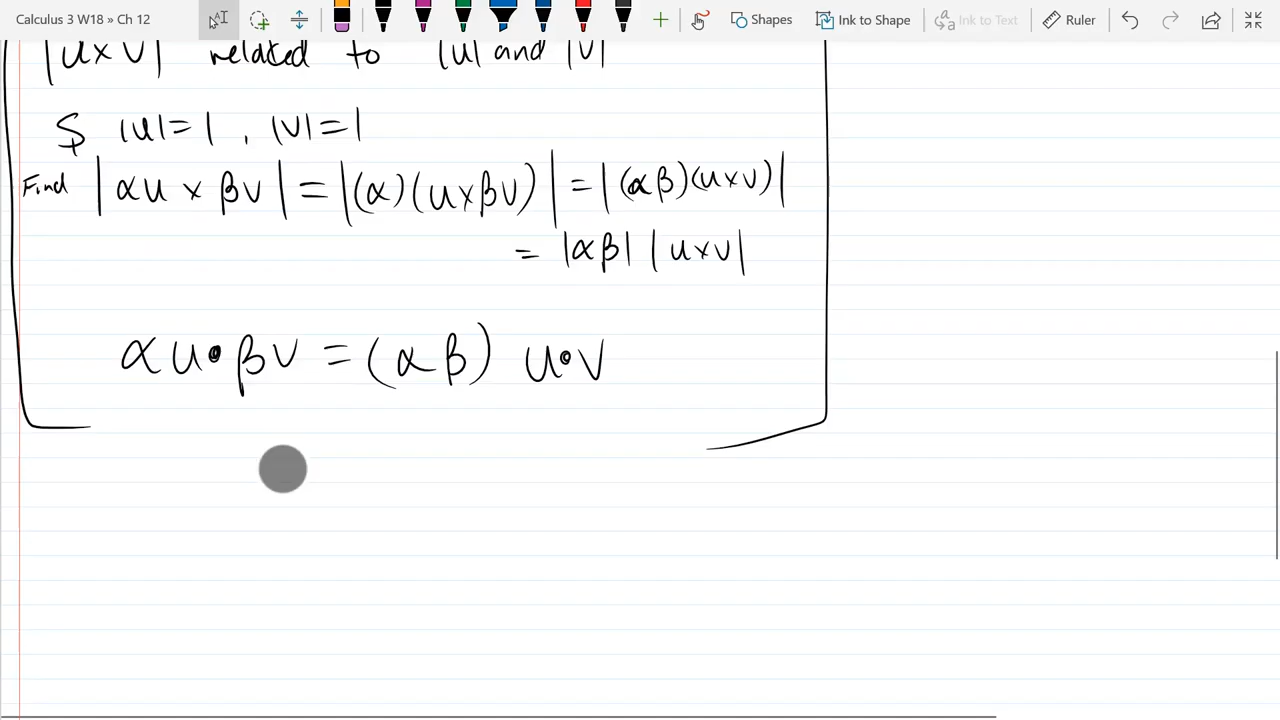 Calculus 3 W18 » Ch 12
Shapes
Ink to Shape
Ink to Text
Ruler
|u×v| related to |u| and |v|
$ |u|=1, |v|=1
Find |αu × βv| = |(α)(u×βv)| = |(αβ)(u×v)|
= |αβ| |u×v|
αu•βv = (αβ) u•v